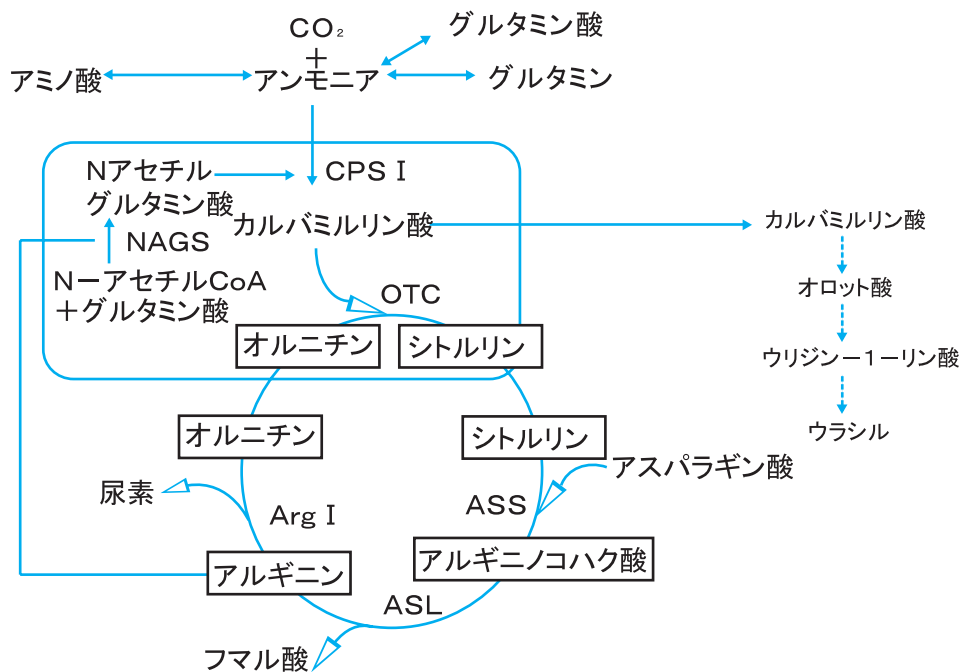 CO₂
+
アンモニア
グルタミン酸
アミノ酸
グルタミン
Nアセチル
グルタミン酸
CPS I
カルバミルリン酸
NAGS
N－アセチルCoA
＋グルタミン酸
OTC
オルニチン
シトルリン
カルバミルリン酸
オロット酸
ウリジン－１－リン酸
ウラシル
オルニチン
シトルリン
アスパラギン酸
尿素
Arg I
ASS
アルギニン
アルギニノコハク酸
ASL
フマル酸